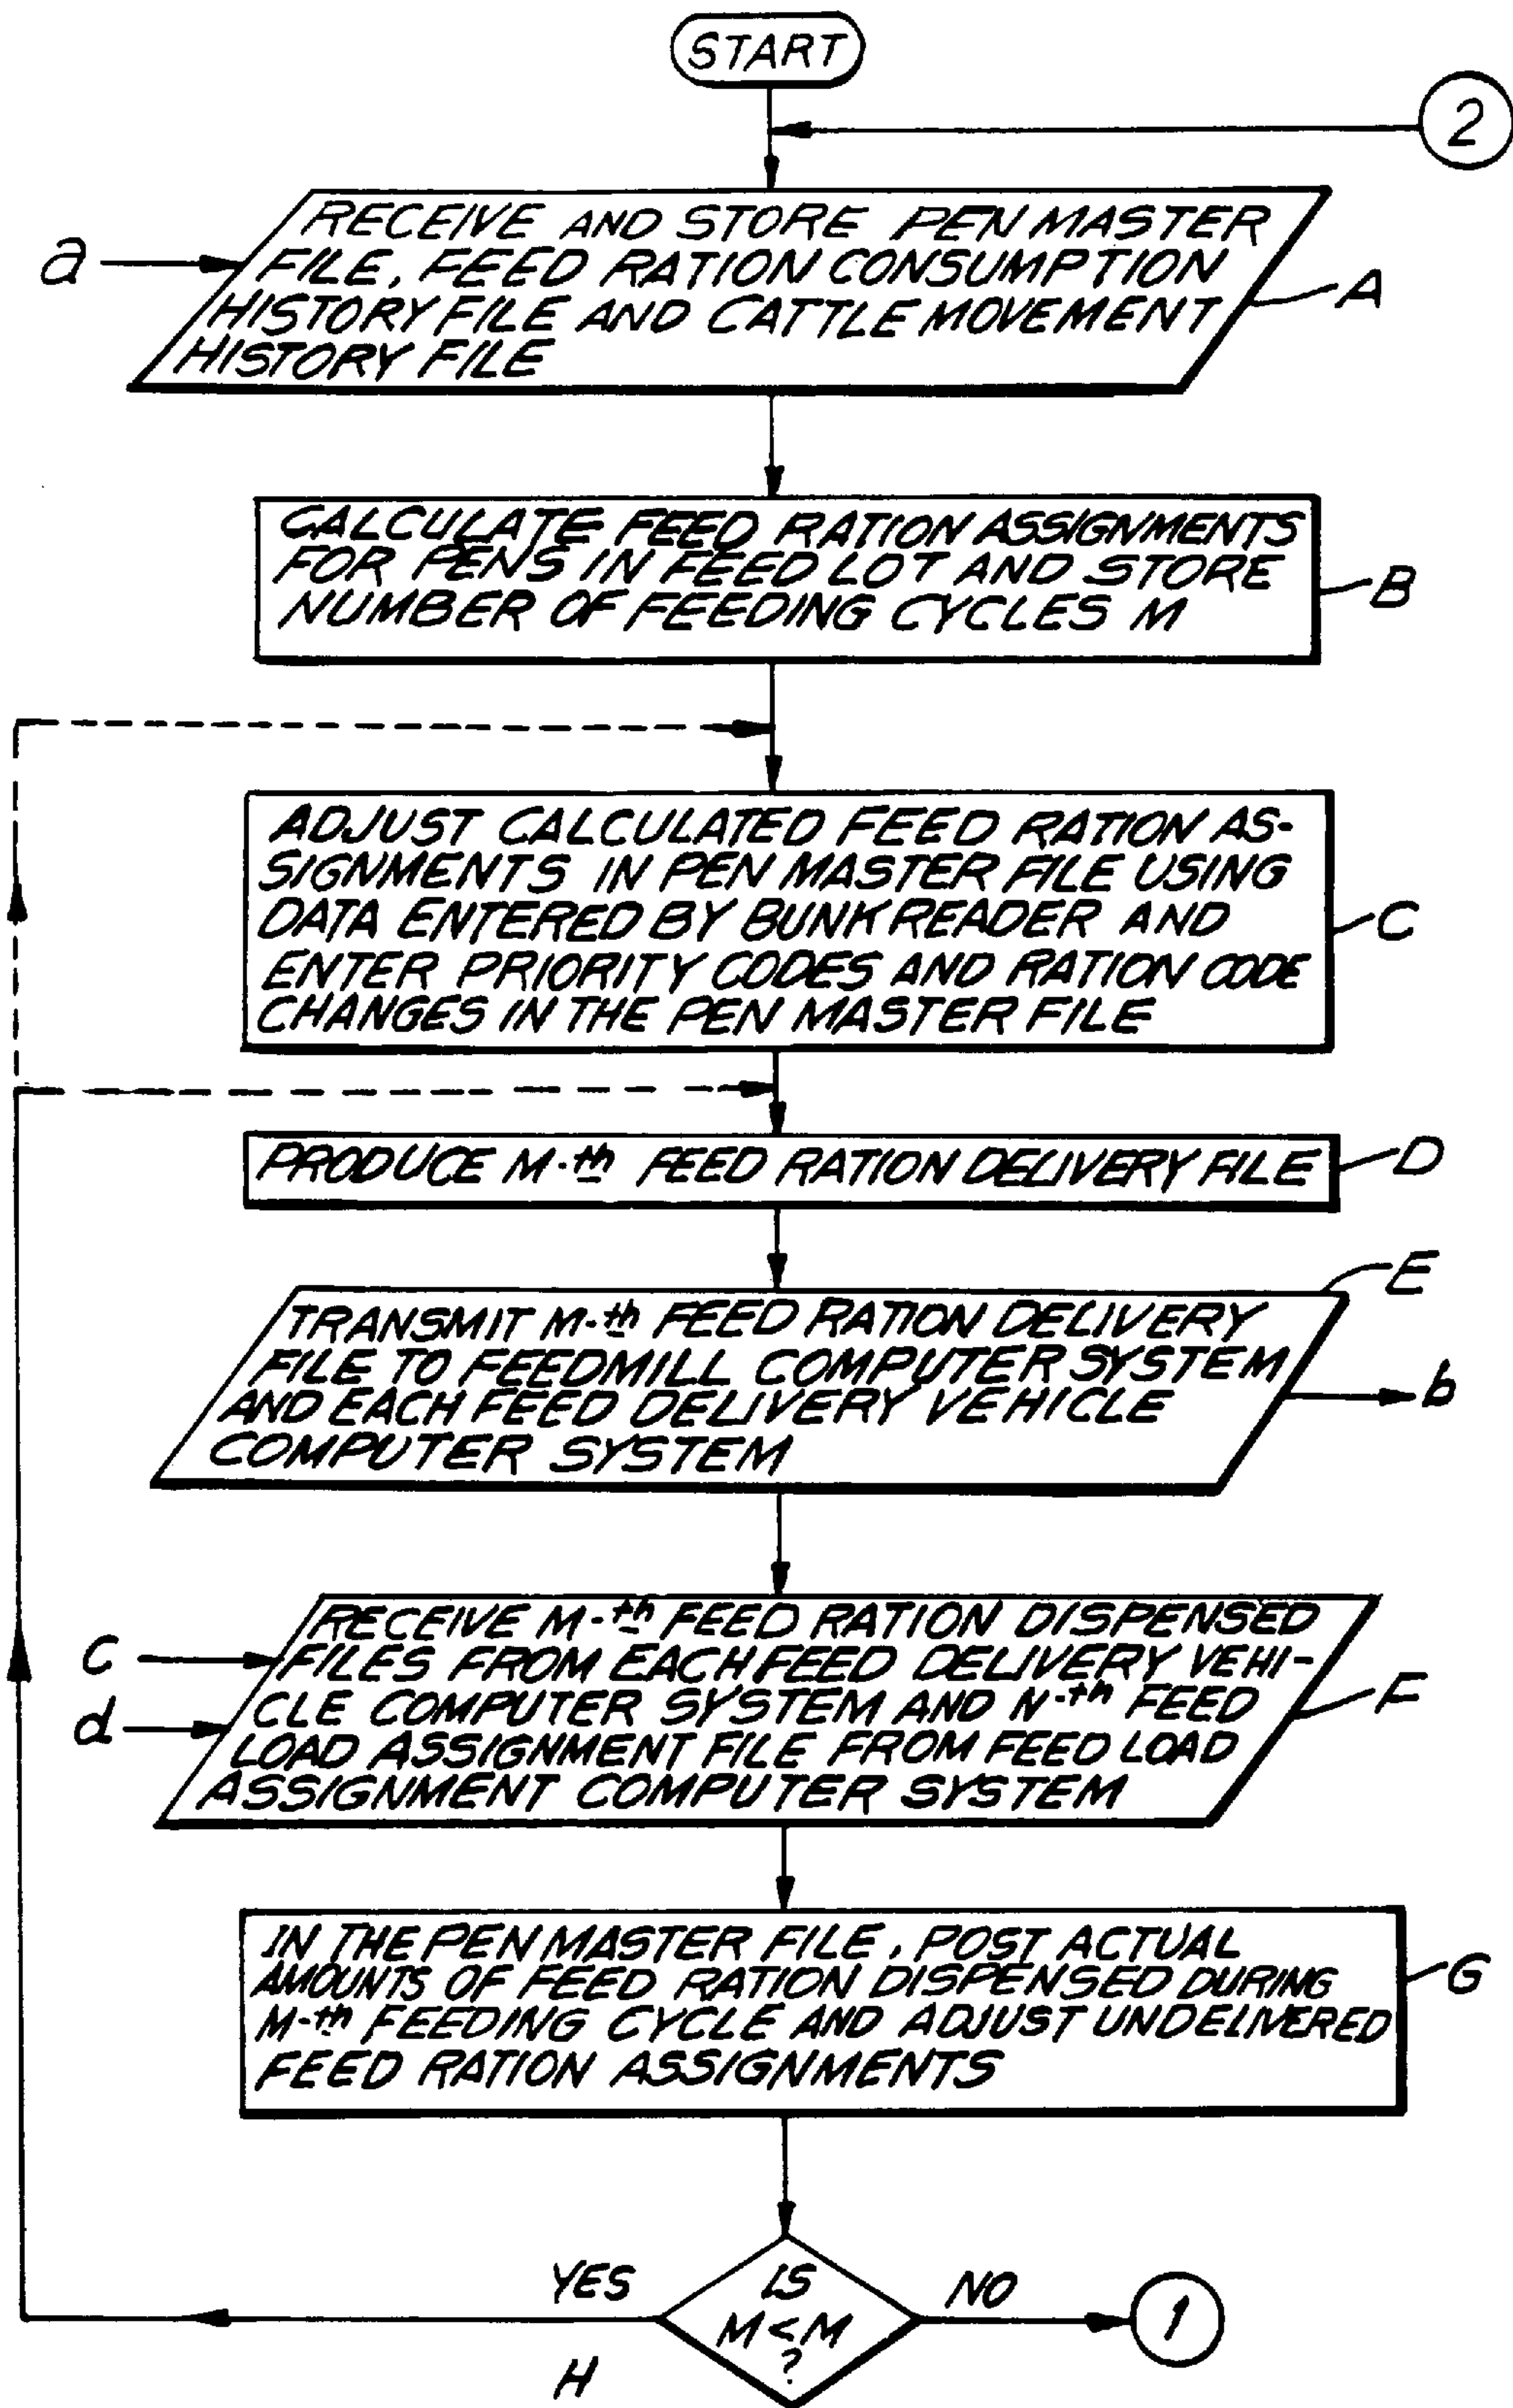 START
2
RECEIVE AND STORE PEN MASTER
FILE, FEED RATION CONSUMPTION
HISTORY FILE AND CATTLE MOVEMENT
HISTORY FILE
a
A
CALCULATE FEED RATION ASSIGNMENTS
FOR PENS IN FEED LOT AND STORE
NUMBER OF FEEDING CYCLES M
B
ADJUST CALCULATED FEED RATION AS-
SIGNMENTS IN PEN MASTER FILE USING
DATA ENTERED BY BUNK READER AND
ENTER PRIORITY CODES AND RATION CODE
CHANGES IN THE PEN MASTER FILE
C
PRODUCE M-th FEED RATION DELIVERY FILE
D
E
TRANSMIT M-th FEED RATION DELIVERY
FILE TO FEEDMILL COMPUTER SYSTEM
AND EACH FEED DELIVERY VEHICLE
COMPUTER SYSTEM
b
RECEIVE M-th FEED RATION DISPENSED
FILES FROM EACH FEED DELIVERY VEHI-
CLE COMPUTER SYSTEM AND N-th FEED
LOAD ASSIGNMENT FILE FROM FEED LOAD
ASSIGNMENT COMPUTER SYSTEM
c
d
F
IN THE PEN MASTER FILE, POST ACTUAL
AMOUNTS OF FEED RATION DISPENSED DURING
M-th FEEDING CYCLE AND ADJUST UNDELIVERED
FEED RATION ASSIGNMENTS
G
YES
IS
M<M
?
NO
1
H